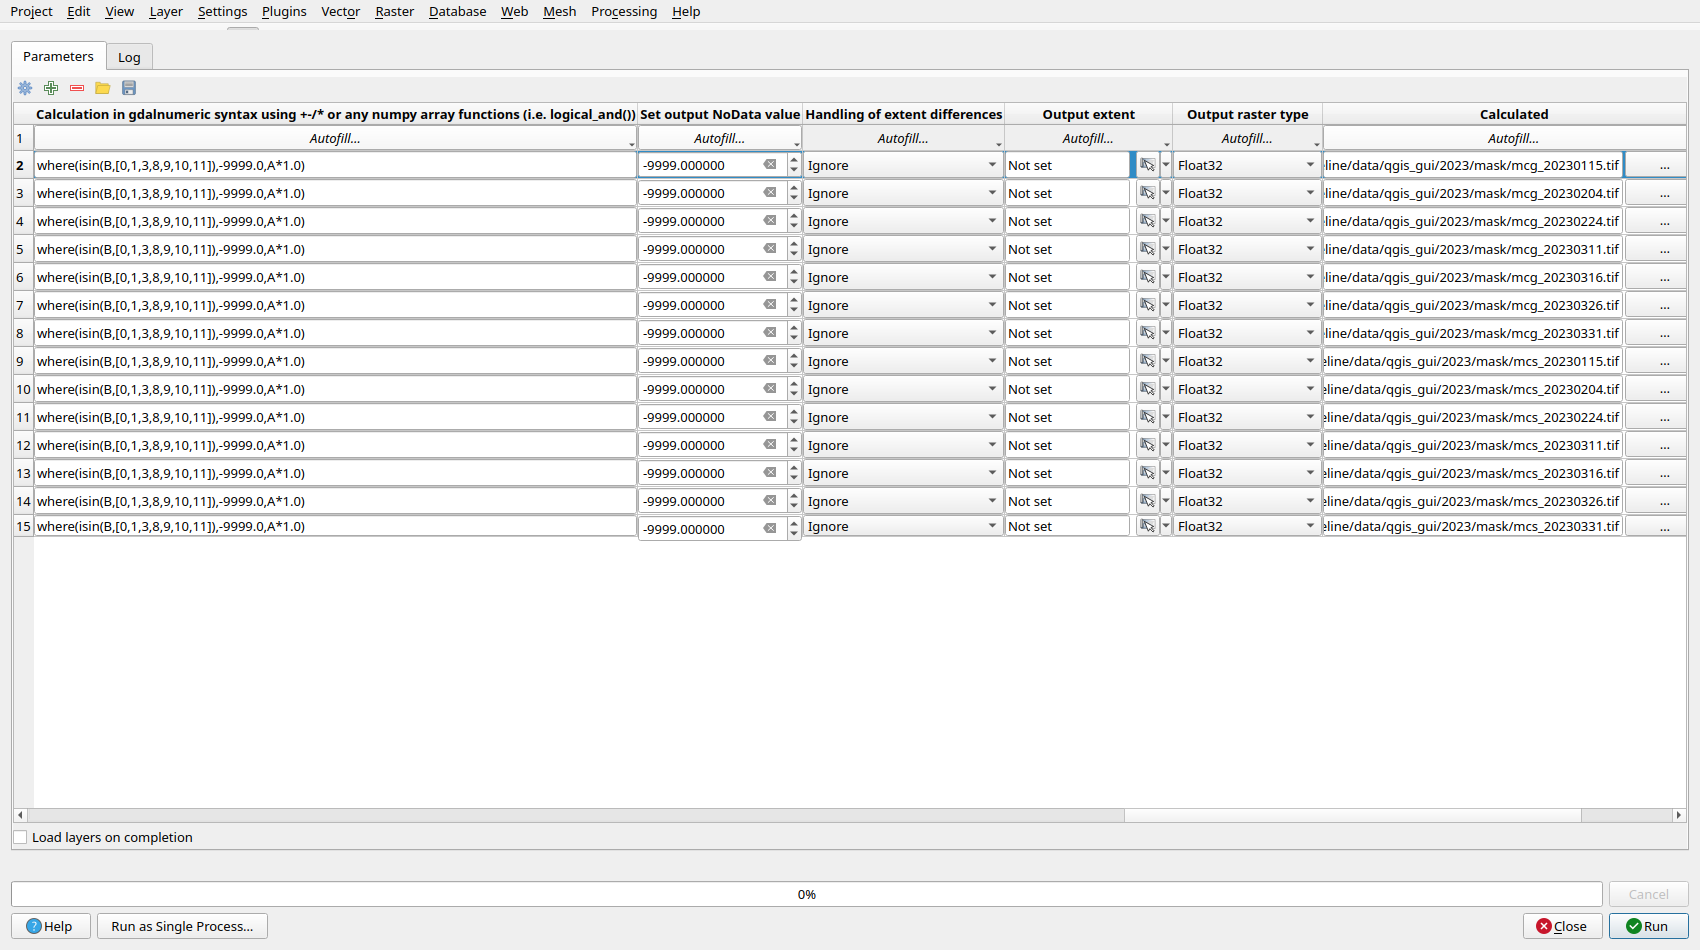 Project Edit View Layer Settings Plugins Vector Raster Database Web Mesh Processing Help
Parameters Log
Calculation in gdalnumeric syntax using +-/* or any numpy array functions (i.e. logical_and()) Set output NoData value Handling of extent differences Output extent Output raster type Calculated
1 Autofill... Autofill... Autofill... Autofill... Autofill... Autofill...
2 where(isin(B,[0,1,3,8,9,10,11]),-9999.0,A*1.0) -9999.000000 Ignore Not set Float32 eline/data/qgis_gui/2023/mask/mcg_20230115.tif ...
3 where(isin(B,[0,1,3,8,9,10,11]),-9999.0,A*1.0) -9999.000000 Ignore Not set Float32 eline/data/qgis_gui/2023/mask/mcg_20230204.tif ...
4 where(isin(B,[0,1,3,8,9,10,11]),-9999.0,A*1.0) -9999.000000 Ignore Not set Float32 eline/data/qgis_gui/2023/mask/mcg_20230224.tif ...
5 where(isin(B,[0,1,3,8,9,10,11]),-9999.0,A*1.0) -9999.000000 Ignore Not set Float32 eline/data/qgis_gui/2023/mask/mcg_20230311.tif ...
6 where(isin(B,[0,1,3,8,9,10,11]),-9999.0,A*1.0) -9999.000000 Ignore Not set Float32 eline/data/qgis_gui/2023/mask/mcg_20230316.tif ...
7 where(isin(B,[0,1,3,8,9,10,11]),-9999.0,A*1.0) -9999.000000 Ignore Not set Float32 eline/data/qgis_gui/2023/mask/mcg_20230326.tif ...
8 where(isin(B,[0,1,3,8,9,10,11]),-9999.0,A*1.0) -9999.000000 Ignore Not set Float32 eline/data/qgis_gui/2023/mask/mcg_20230331.tif ...
9 where(isin(B,[0,1,3,8,9,10,11]),-9999.0,A*1.0) -9999.000000 Ignore Not set Float32 eline/data/qgis_gui/2023/mask/mcs_20230115.tif ...
10 where(isin(B,[0,1,3,8,9,10,11]),-9999.0,A*1.0) -9999.000000 Ignore Not set Float32 eline/data/qgis_gui/2023/mask/mcs_20230204.tif ...
11 where(isin(B,[0,1,3,8,9,10,11]),-9999.0,A*1.0) -9999.000000 Ignore Not set Float32 eline/data/qgis_gui/2023/mask/mcs_20230224.tif ...
12 where(isin(B,[0,1,3,8,9,10,11]),-9999.0,A*1.0) -9999.000000 Ignore Not set Float32 eline/data/qgis_gui/2023/mask/mcs_20230311.tif ...
13 where(isin(B,[0,1,3,8,9,10,11]),-9999.0,A*1.0) -9999.000000 Ignore Not set Float32 eline/data/qgis_gui/2023/mask/mcs_20230316.tif ...
14 where(isin(B,[0,1,3,8,9,10,11]),-9999.0,A*1.0) -9999.000000 Ignore Not set Float32 eline/data/qgis_gui/2023/mask/mcs_20230326.tif ...
15 where(isin(B,[0,1,3,8,9,10,11]),-9999.0,A*1.0) -9999.000000 Ignore Not set Float32 eline/data/qgis_gui/2023/mask/mcs_20230331.tif ...
Load layers on completion
0% Cancel
Help Run as Single Process... Close Run